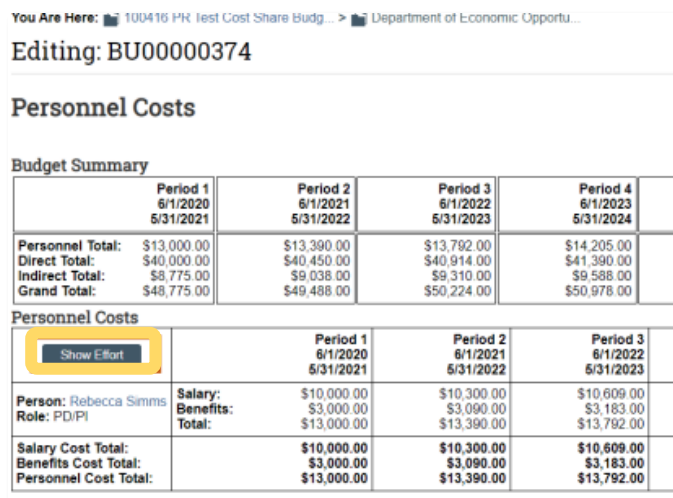 You Are Here: 100416 PR Test Cost Share Budg... > Department of Economic Opportu...
Editing: BU00000374
Personnel Costs
Budget Summary
Period 1 Period 2 Period 3 Period 4
6/1/2020 6/1/2021 6/1/2022 6/1/2023
5/31/2021 5/31/2022 5/31/2023 5/31/2024
Personnel Total: $13,000.00 $13,390.00 $13,792.00 $14,205.00
Direct Total: $40,000.00 $40,450.00 $40,914.00 $41,390.00
Indirect Total: $8,775.00 $9,038.00 $9,310.00 $9,588.00
Grand Total: $48,775.00 $49,488.00 $50,224.00 $50,978.00
Personnel Costs
Show Effort
Period 1 Period 2 Period 3
6/1/2020 6/1/2021 6/1/2022
5/31/2021 5/31/2022 5/31/2023
Person: Rebecca Simms
Role: PD/PI
Salary: $10,000.00 $10,300.00 $10,609.00
Benefits: $3,000.00 $3,090.00 $3,183.00
Total: $13,000.00 $13,390.00 $13,792.00
Salary Cost Total: $10,000.00 $10,300.00 $10,609.00
Benefits Cost Total: $3,000.00 $3,090.00 $3,183.00
Personnel Cost Total: $13,000.00 $13,390.00 $13,792.00